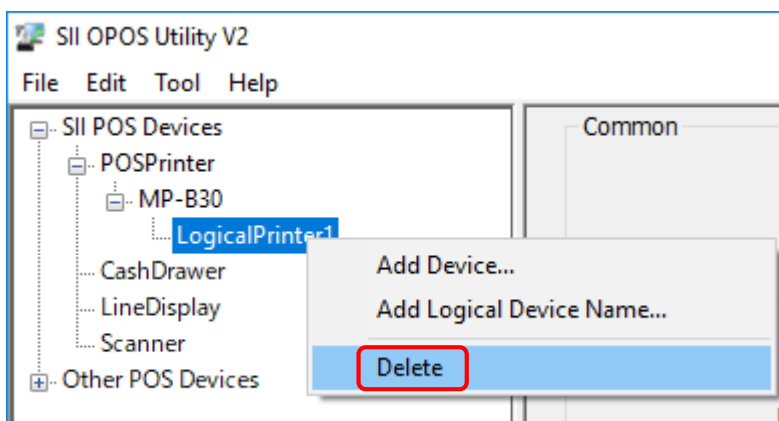 SII OPOS Utility V2
File Edit Tool Help
SII POS Devices
POSPrinter
MP-B30
LogicalPrinter1
CashDrawer
LineDisplay
Scanner
Other POS Devices
Common
Add Device...
Add Logical Device Name...
Delete